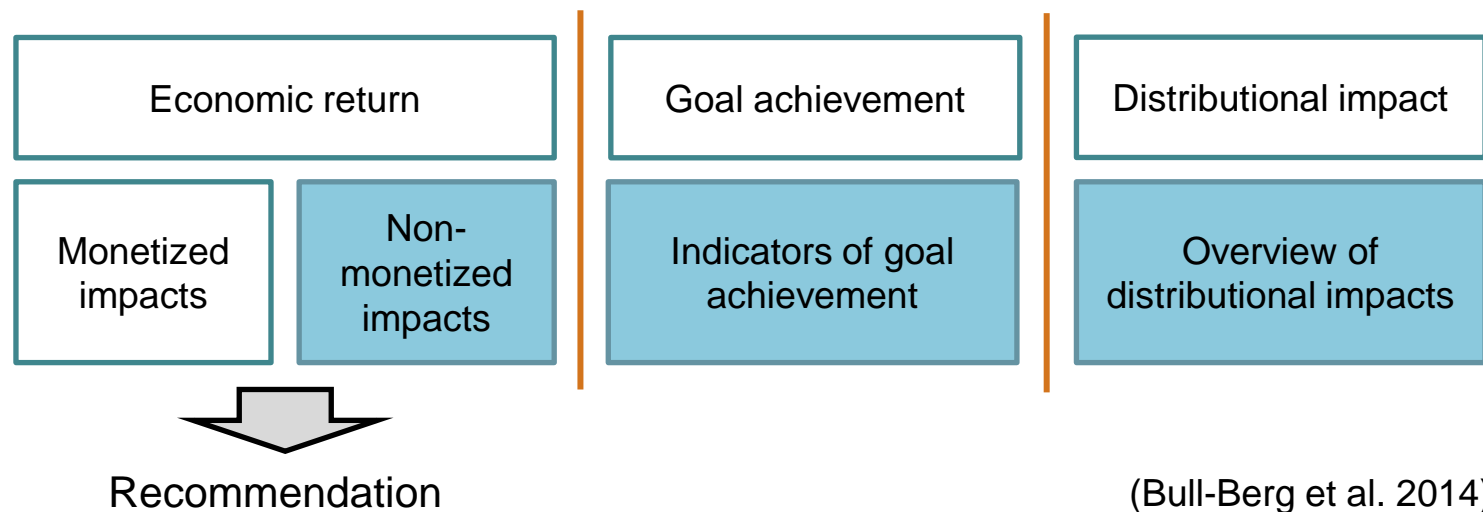 Economic return
Goal achievement
Distributional impact
Monetized
impacts
Non-
monetized
impacts
Indicators of goal
achievement
Overview of
distributional impacts
Recommendation
(Bull-Berg et al. 2014)